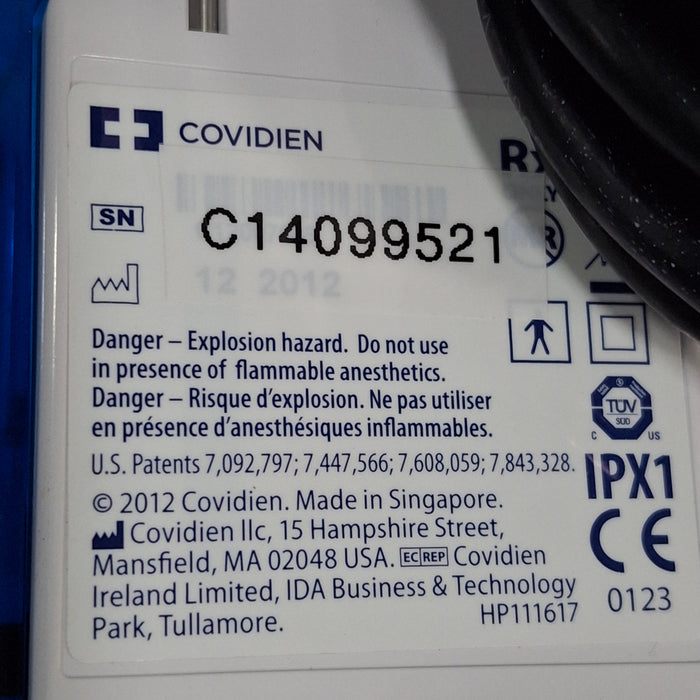 COVIDIEN
Rx
SN
C14099521
12 2012
Danger – Explosion hazard. Do not use
in presence of flammable anesthetics.
Danger – Risque d'explosion. Ne pas utiliser
en présence d'anesthésiques inflammables.
TÜV
SÜD
C US
U.S. Patents 7,092,797; 7,447,566; 7,608,059; 7,843,328.
IPX1
© 2012 Covidien. Made in Singapore.
Covidien llc, 15 Hampshire Street,
Mansfield, MA 02048 USA. EC REP Covidien
CE
Ireland Limited, IDA Business & Technology
Park, Tullamore.
HP111617
0123